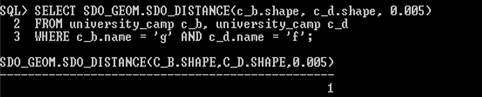 SQL> SELECT SDO_GEOM.SDO_DISTANCE(c_b.shape, c_d.shape, 0.005)
  2  FROM university_camp c_b, university_camp c_d
  3  WHERE c_b.name = 'g' AND c_d.name = 'f';
SDO_GEOM.SDO_DISTANCE(C_B.SHAPE,C_D.SHAPE,0.005)
------------------------------------------------
1